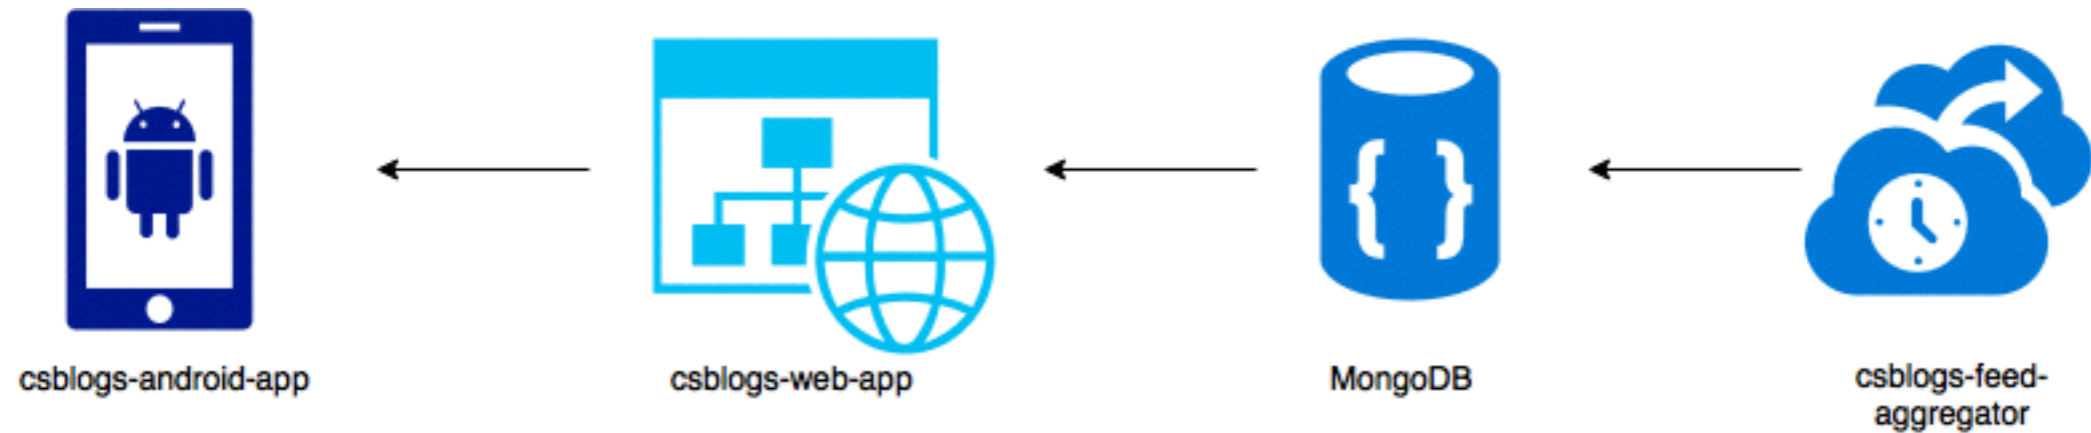 csblogs-android-app
csblogs-web-app
MongoDB
csblogs-feed-
aggregator